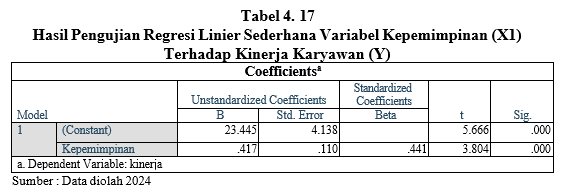 Tabel 4. 17
Hasil Pengujian Regresi Linier Sederhana Variabel Kepemimpinan (X1)
Terhadap Kinerja Karyawan (Y)
Coefficientsᵃ
Model Unstandardized Coefficients Standardized Coefficients t Sig.
B Std. Error Beta
1 (Constant) 23.445 4.138 5.666 .000
Kepemimpinan .417 .110 .441 3.804 .000
a. Dependent Variable: kinerja
Sumber : Data diolah 2024